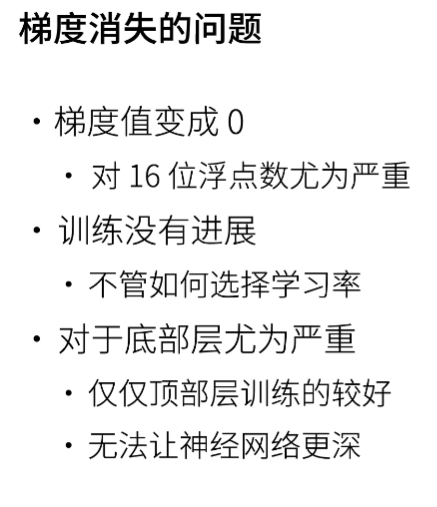 梯度消失的问题
• 梯度值变成 0
• 对 16 位浮点数尤为严重
• 训练没有进展
• 不管如何选择学习率
• 对于底部层尤为严重
• 仅仅顶部层训练的较好
• 无法让神经网络更深